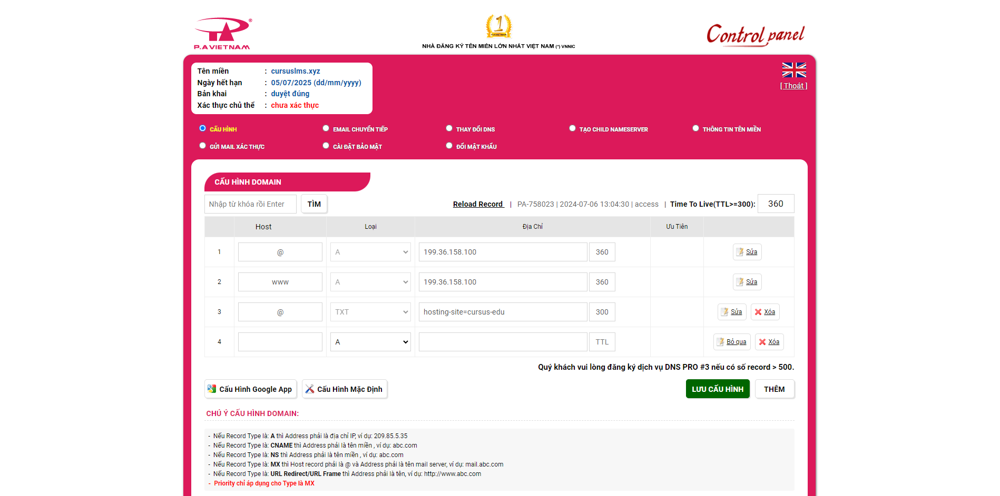 P.A VIETNAM
®
1
P.A VIETNAM
NHÀ ĐĂNG KÝ TÊN MIỀN LỚN NHẤT VIỆT NAM (*) VNNIC
Control panel
Tên miền : cursuslms.xyz
Ngày hết hạn : 05/07/2025 (dd/mm/yyyy)
Bản khai : duyệt đúng
Xác thực chủ thể : chưa xác thực
[ Thoát ]
CẤU HÌNH EMAIL CHUYỂN TIẾP THAY ĐỔI DNS TẠO CHILD NAMESERVER THÔNG TIN TÊN MIỀN
GỬI MAIL XÁC THỰC CÀI ĐẶT BẢO MẬT ĐỔI MẬT KHẨU
CẤU HÌNH DOMAIN
Nhập từ khóa rồi Enter TÌM Reload Record | PA-758023 | 2024-07-06 13:04:30 | access | Time To Live(TTL>=300): 360
Host Loại Địa Chỉ Ưu Tiên
1 @ A 199.36.158.100 360 Sửa
2 www A 199.36.158.100 360 Sửa
3 @ TXT hosting-site=cursus-edu 300 Sửa Xóa
4 A TTL Bỏ qua Xóa
Quý khách vui lòng đăng ký dịch vụ DNS PRO #3 nếu có số record > 500.
Cấu Hình Google App Cấu Hình Mặc Định LƯU CẤU HÌNH THÊM
CHÚ Ý CẤU HÌNH DOMAIN:
- Nếu Record Type là: A thì Address phải là địa chỉ IP, ví dụ: 209.85.5.35
- Nếu Record Type là: CNAME thì Address phải là tên miền , ví dụ: abc.com
- Nếu Record Type là: NS thì Address phải là tên miền , ví dụ: abc.com
- Nếu Record Type là: MX thì Host record phải là @ và Address phải là tên mail server, ví dụ: mail.abc.com
- Nếu Record Type là: URL Redirect/URL Frame thì Address phải là tên, ví dụ: http://www.abc.com
- Priority chỉ áp dụng cho Type là MX